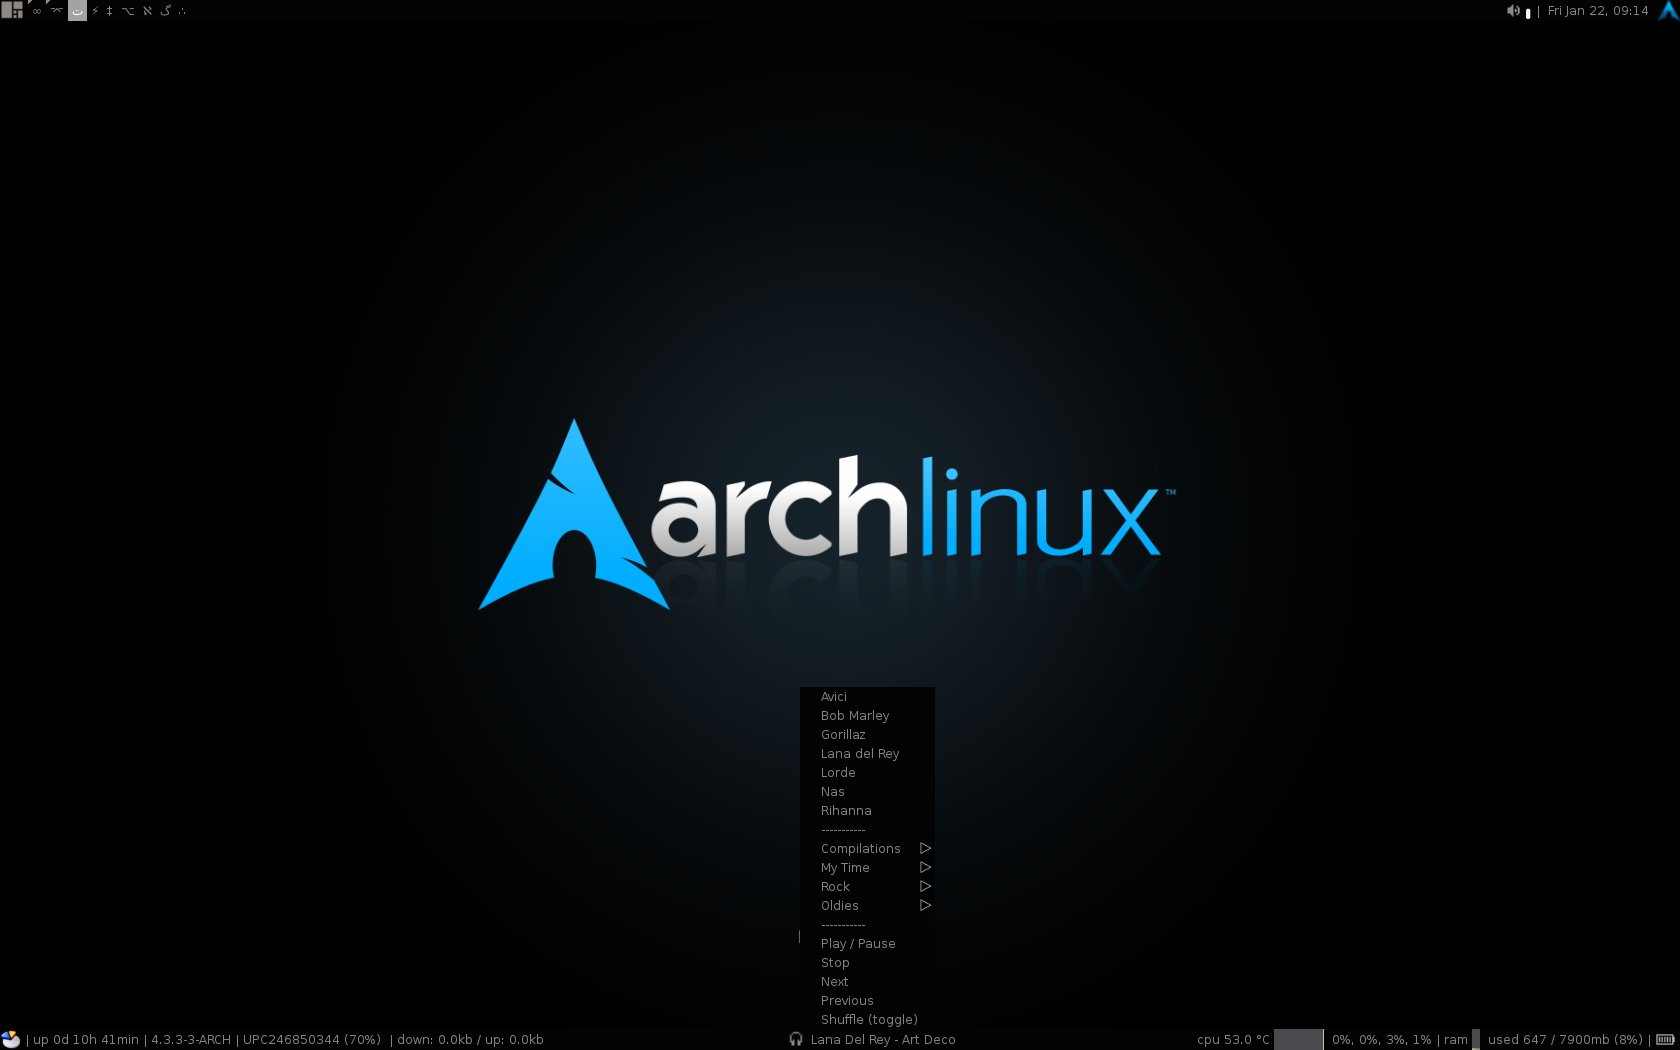 ∞ ت ⚡ ‡ ⌥ ℵ گ ∴
| Fri Jan 22, 09:14
archlinux™
Avici
Bob Marley
Gorillaz
Lana del Rey
Lorde
Nas
Rihanna
-----------
Compilations
My Time
Rock
Oldies
-----------
Play / Pause
Stop
Next
Previous
Shuffle (toggle)
| up 0d 10h 41min | 4.3.3-3-ARCH | UPC246850344 (70%) | down: 0.0kb / up: 0.0kb
Lana Del Rey - Art Deco
cpu 53.0 °C 0%, 0%, 3%, 1% | ram used 647 / 7900mb (8%) |